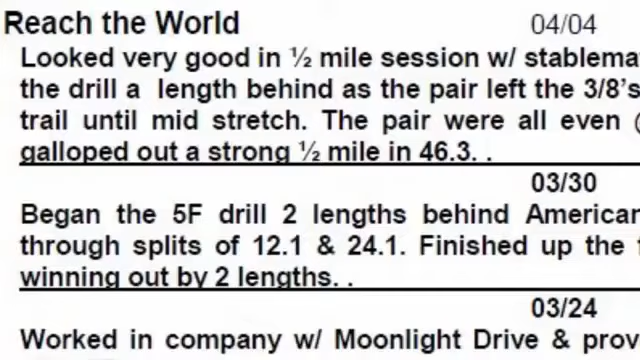 Reach the World 04/04
Looked very good in ½ mile session w/
the drill a length behind as the pair left the 3/8's
trail until mid stretch. The pair were all even
galloped out a strong ½ mile in 46.3. .
03/30
Began the 5F drill 2 lengths behind
through splits of 12.1 & 24.1. Finished up the
winning out by 2 lengths. .
03/24
Worked in company w/ Moonlight Drive &